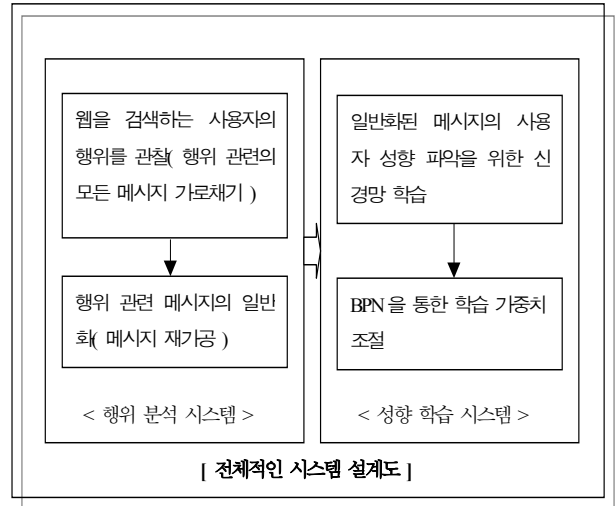 웹을 검색하는 사용자의
행위를 관찰( 행위 관련의
모든 메시지 가로채기 )
행위 관련 메시지의 일반
화( 메시지 재가공 )
< 행위 분석 시스템 >
일반화된 메시지의 사용
자 성향 파악을 위한 신
경망 학습
BPN 을 통한 학습 가중치
조절
< 성향 학습 시스템 >
[ 전체적인 시스템 설계도 ]